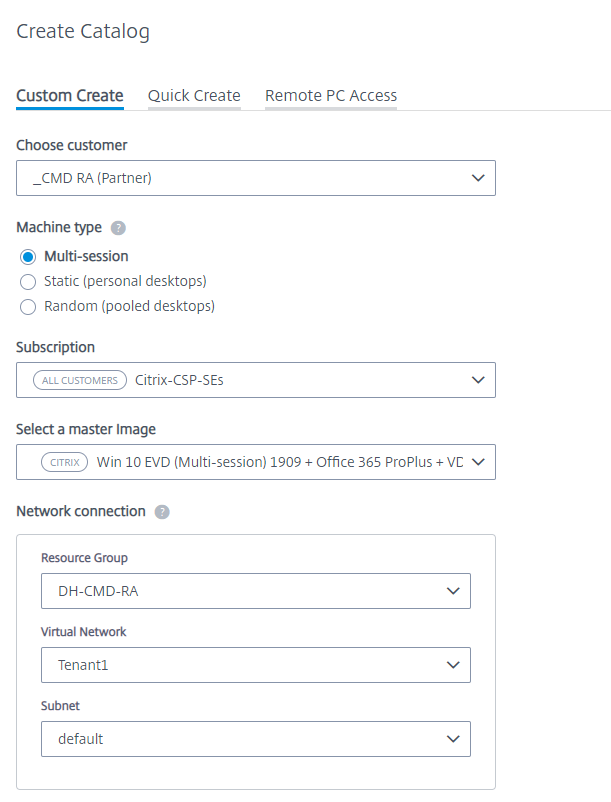 Create Catalog
Custom Create Quick Create Remote PC Access
Choose customer
_CMD RA (Partner)
Machine type ?
Multi-session
Static (personal desktops)
Random (pooled desktops)
Subscription
ALL CUSTOMERS Citrix-CSP-SEs
Select a master Image
CITRIX Win 10 EVD (Multi-session) 1909 + Office 365 ProPlus + VD
Network connection ?
Resource Group
DH-CMD-RA
Virtual Network
Tenant1
Subnet
default